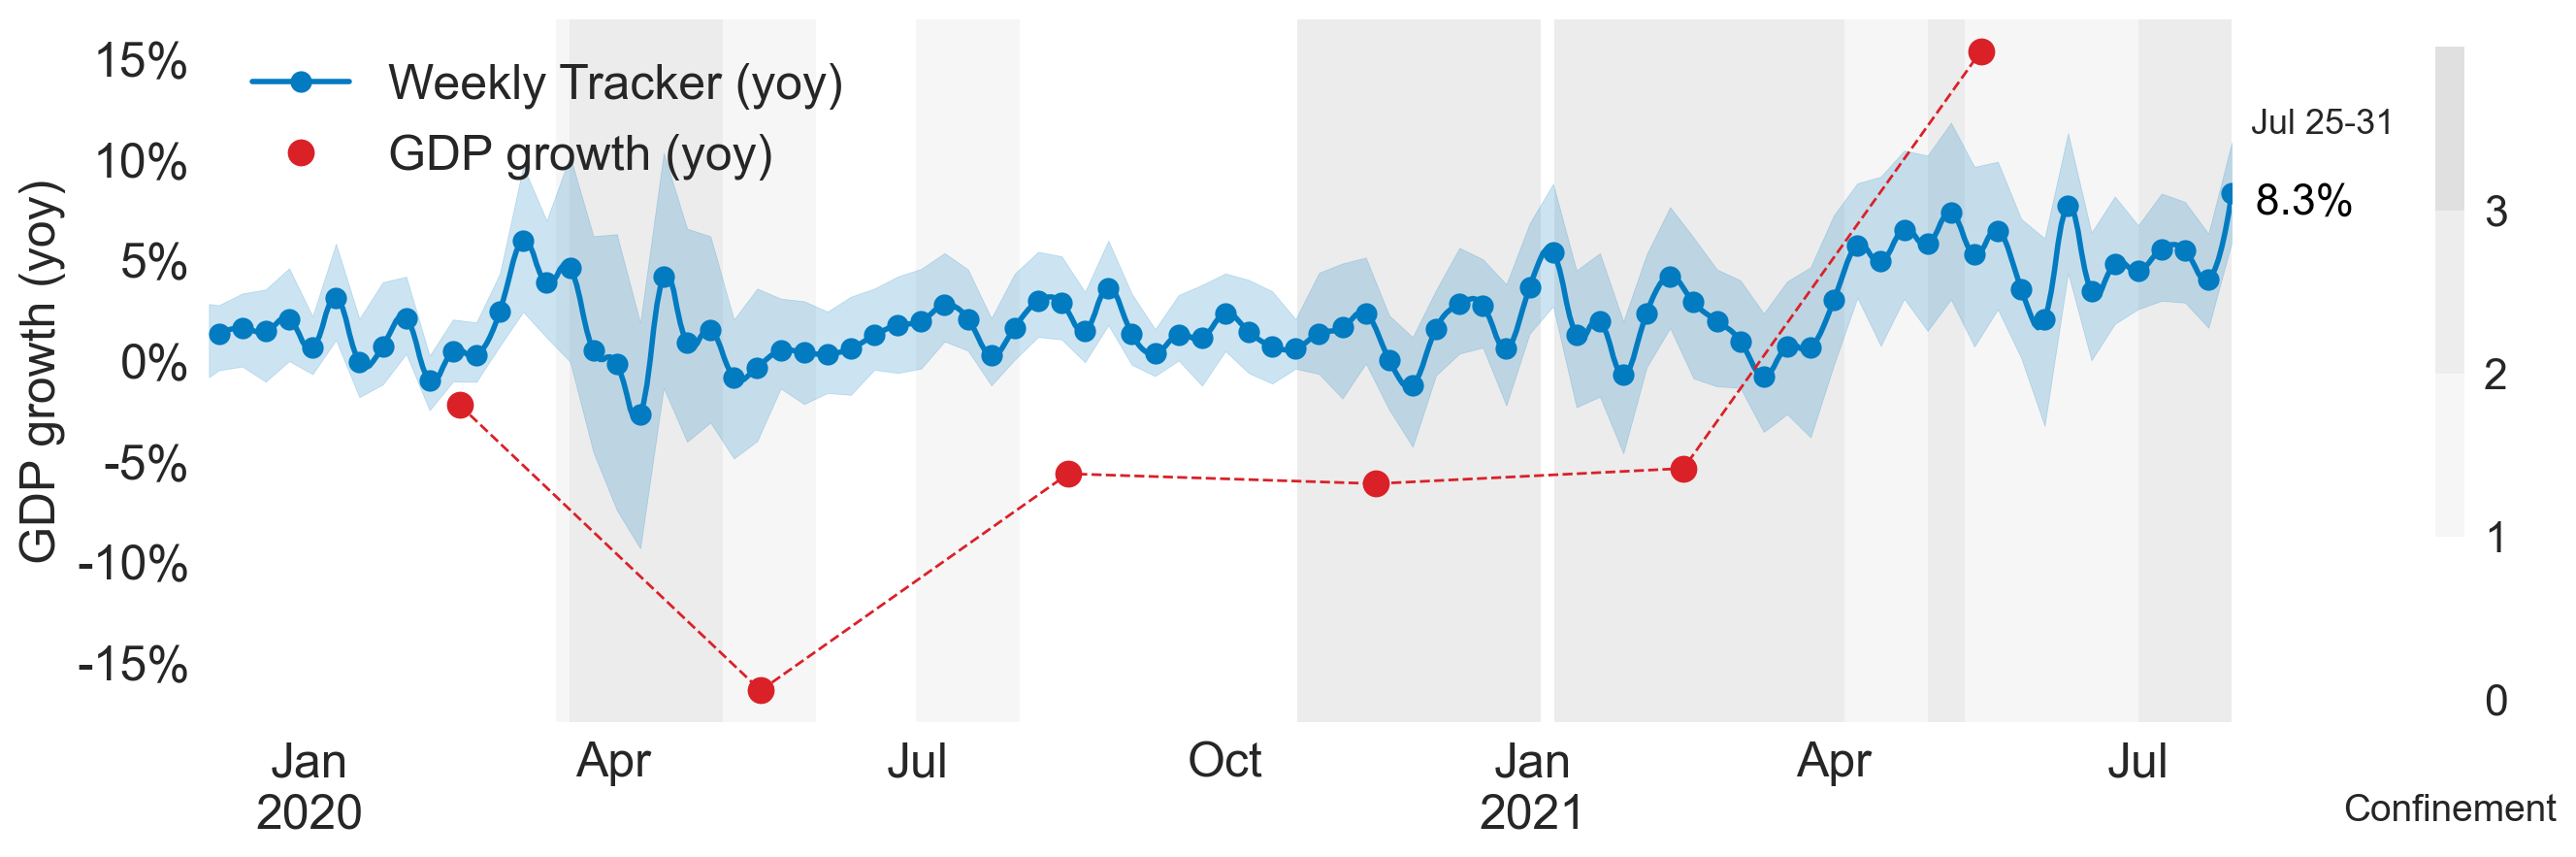 15%
10%
5%
0%
-5%
-10%
-15%
GDP growth (yoy)
Weekly Tracker (yoy)
GDP growth (yoy)
Jul 25-31
8.3%
3
2
1
0
Jan
2020
Apr
Jul
Oct
Jan
2021
Apr
Jul
Confinement